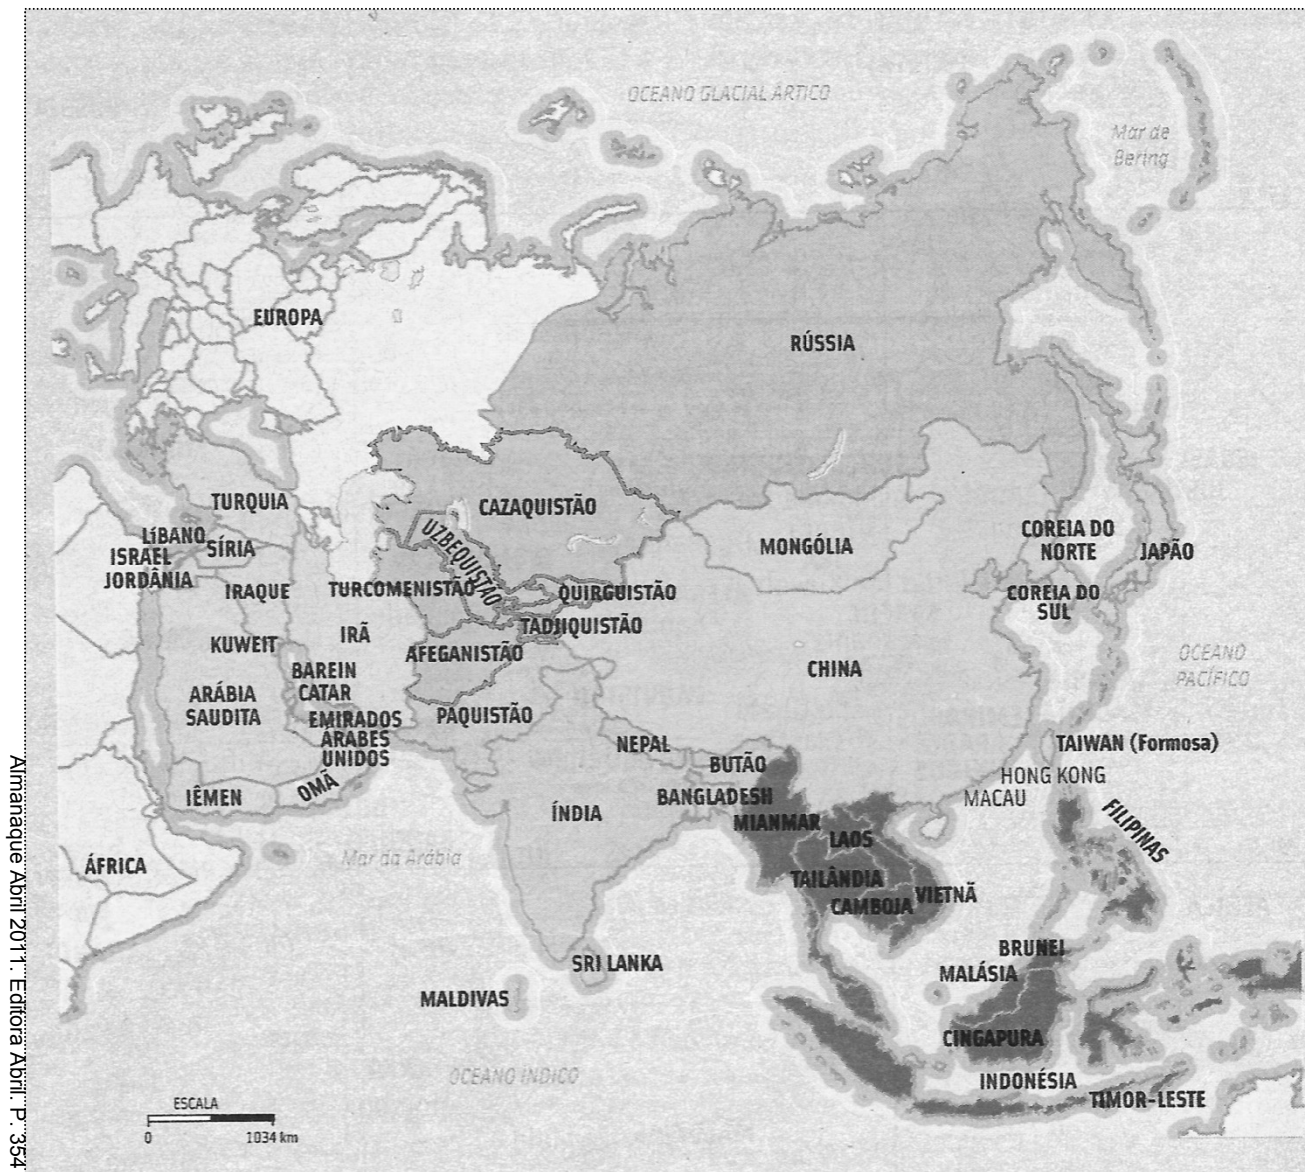 OCEANO GLACIAL ÁRTICO
Mar de
Bering
EUROPA
RÚSSIA
TURQUIA
CAZAQUISTÃO
LÍBANO
ISRAEL
SÍRIA
JORDÂNIA
UZBEQUISTÃO
MONGÓLIA
COREIA DO
NORTE
JAPÃO
IRAQUE
TURCOMENISTÃO
QUIRGUISTÃO
COREIA DO
SUL
TADJIQUISTÃO
IRÃ
KUWEIT
AFEGANISTÃO
BAREIN
CATAR
CHINA
OCEANO
PACÍFICO
ARÁBIA
SAUDITA
EMIRADOS
ÁRABES
UNIDOS
PAQUISTÃO
NEPAL
BUTÃO
TAIWAN (Formosa)
HONG KONG
MACAU
IÊMEN
OMÃ
BANGLADESH
ÍNDIA
MIANMAR
LAOS
FILIPINAS
ÁFRICA
Mar da Arábia
TAILÂNDIA
CAMBOJA
VIETNÃ
BRUNEI
MALÁSIA
SRI LANKA
MALDIVAS
CINGAPURA
OCEANO ÍNDICO
INDONÉSIA
TIMOR-LESTE
ESCALA
0
1034 km
Almanaque Abril 2011. Editora Abril. P. 354